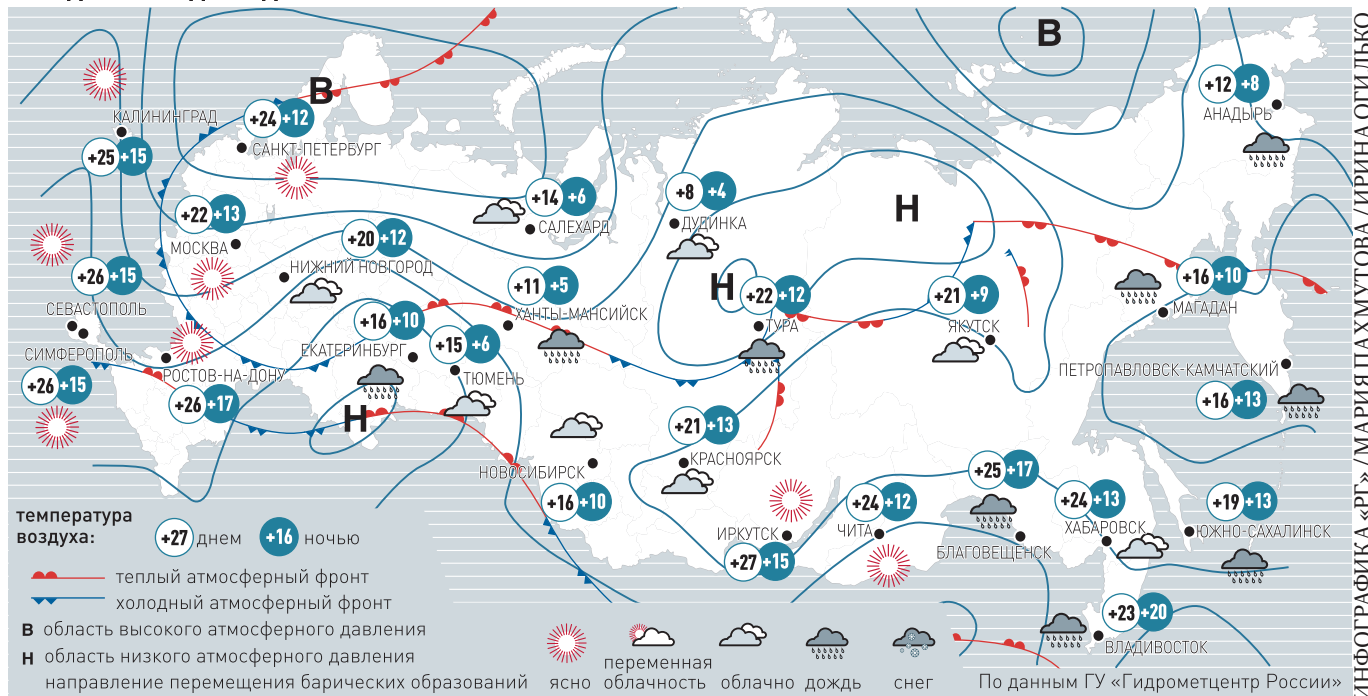 В
В
+12 +8
АНАДЫРЬ
КАЛИНИНГРАД
+24 +12
САНКТ-ПЕТЕРБУРГ
+25 +15
+14 +6
САЛЕХАРД
+8 +4
ДУДИНКА
Н
+22 +13
МОСКВА
+20 +12
НИЖНИЙ НОВГОРОД
+26 +15
СЕВАСТОПОЛЬ
+11 +5
ХАНТЫ-МАНСИЙСК
Н
+22 +12
ТУРА
+21 +9
ЯКУТСК
+16 +10
МАГАДАН
СИМФЕРОПОЛЬ
+26 +15
РОСТОВ-НА-ДОНУ
+26 +17
+16 +10
ЕКАТЕРИНБУРГ
+15 +6
ТЮМЕНЬ
Н
ПЕТРОПАВЛОВСК-КАМЧАТСКИЙ
+16 +13
+21 +13
КРАСНОЯРСК
НОВОСИБИРСК
+16 +10
ИРКУТСК
+27 +15
+24 +12
ЧИТА
+25 +17
БЛАГОВЕЩЕНСК
+24 +13
ХАБАРОВСК
+19 +13
ЮЖНО-САХАЛИНСК
+23 +20
ВЛАДИВОСТОК
температура
воздуха:
+27 днем +16 ночью
теплый атмосферный фронт
холодный атмосферный фронт
В область высокого атмосферного давления
Н область низкого атмосферного давления
направление перемещения барических образований
ясно
переменная
облачность
облачно
дождь
снег
По данным ГУ «Гидрометцентр России»
ИНФОГРАФИКА «РГ» / МАРИЯ ПАХМУТОВА / ИРИНА ОГИЛЬКО